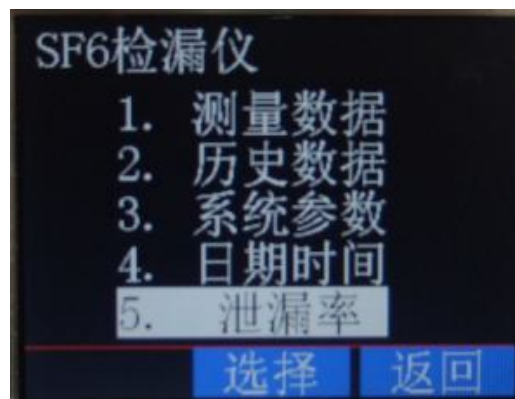 SF6检漏仪
1. 测量数据
2. 历史数据
3. 系统参数
4. 日期时间
5. 泄漏率
选择 返回